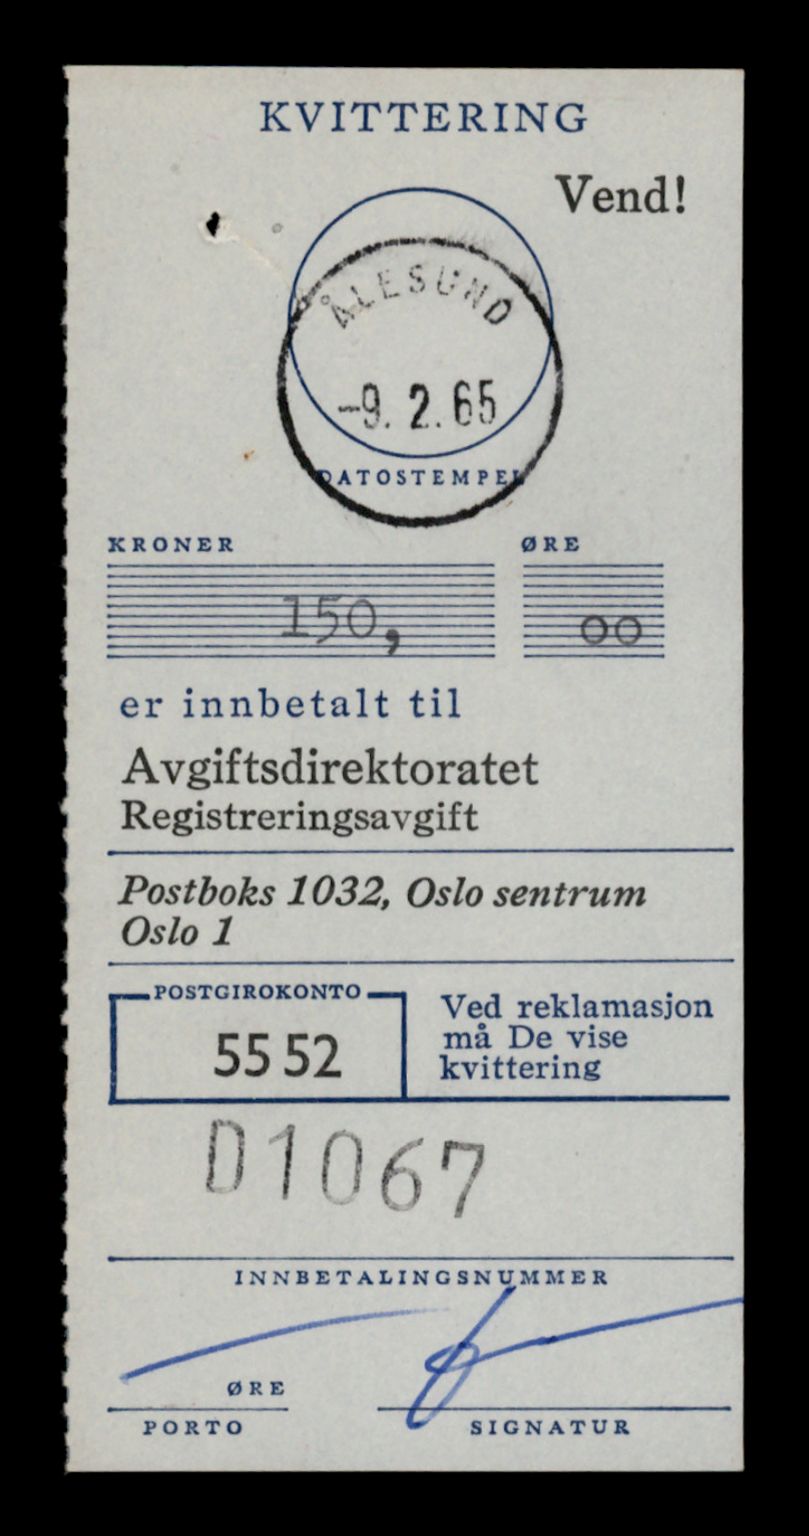 KVITTERING
Vend!
ÅLESUND
-9. 2. 65
DATOSTEMPEL
KRONER ØRE
150, 00
er innbetalt til
Avgiftsdirektoratet
Registreringsavgift
Postboks 1032, Oslo sentrum
Oslo 1
POSTGIROKONTO
55 52
Ved reklamasjon
må De vise
kvittering
D1067
INNBETALINGSNUMMER
ØRE
PORTO SIGNATUR